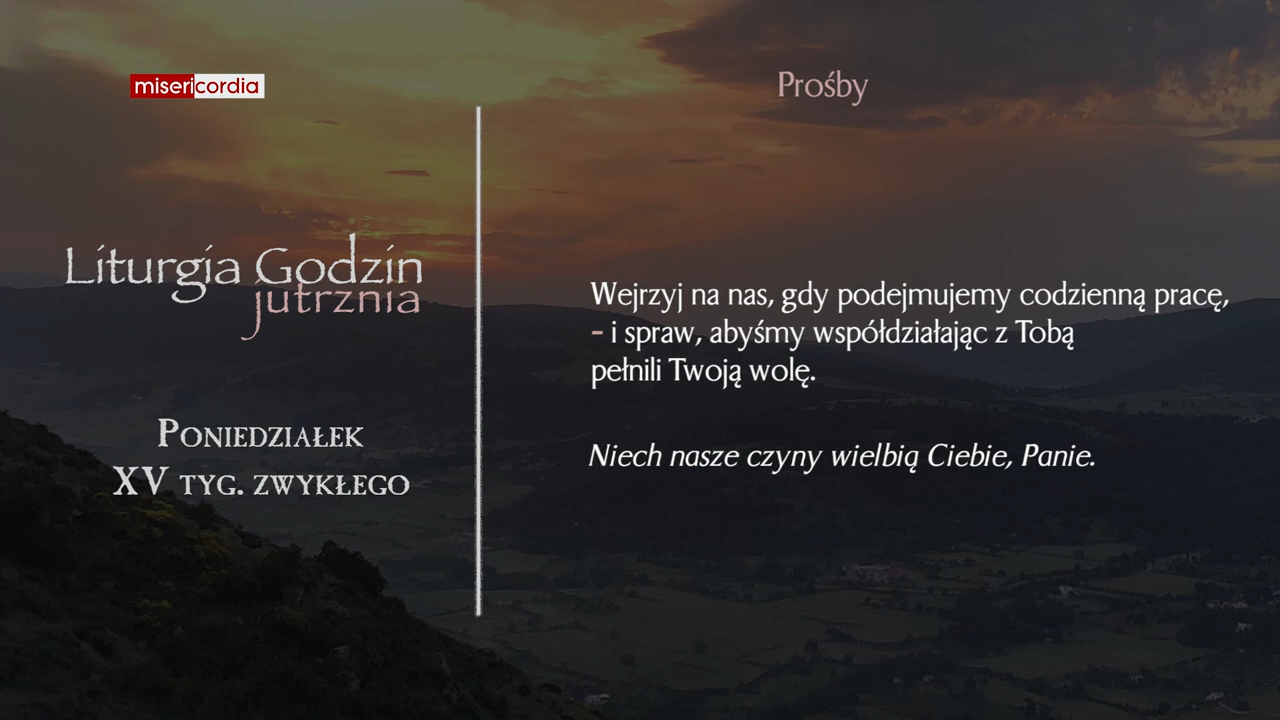 misericordia
Liturgia Godzin
jutrznia
Poniedziałek
XV tyg. zwykłego
Prośby
Wejrzyj na nas, gdy podejmujemy codzienną pracę,
- i spraw, abyśmy współdziałając z Tobą
pełnili Twoją wolę.
Niech nasze czyny wielbią Ciebie, Panie.